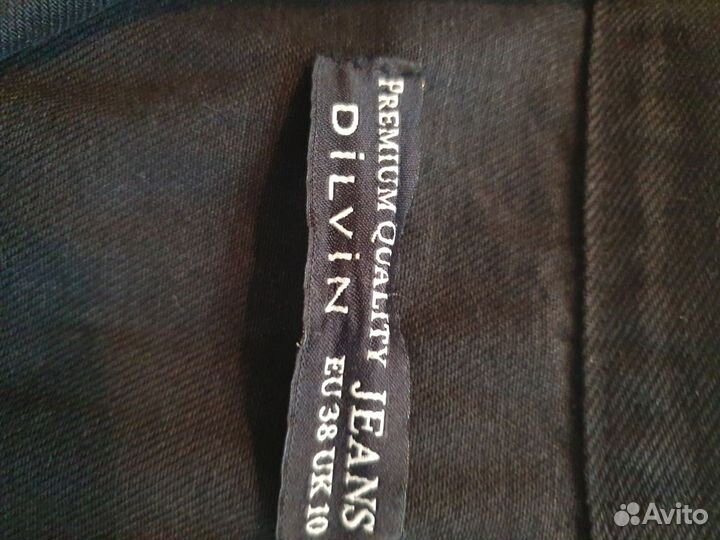 PREMIUM QUALITY JEANS
DiLViN EU 38 UK 10
Avito